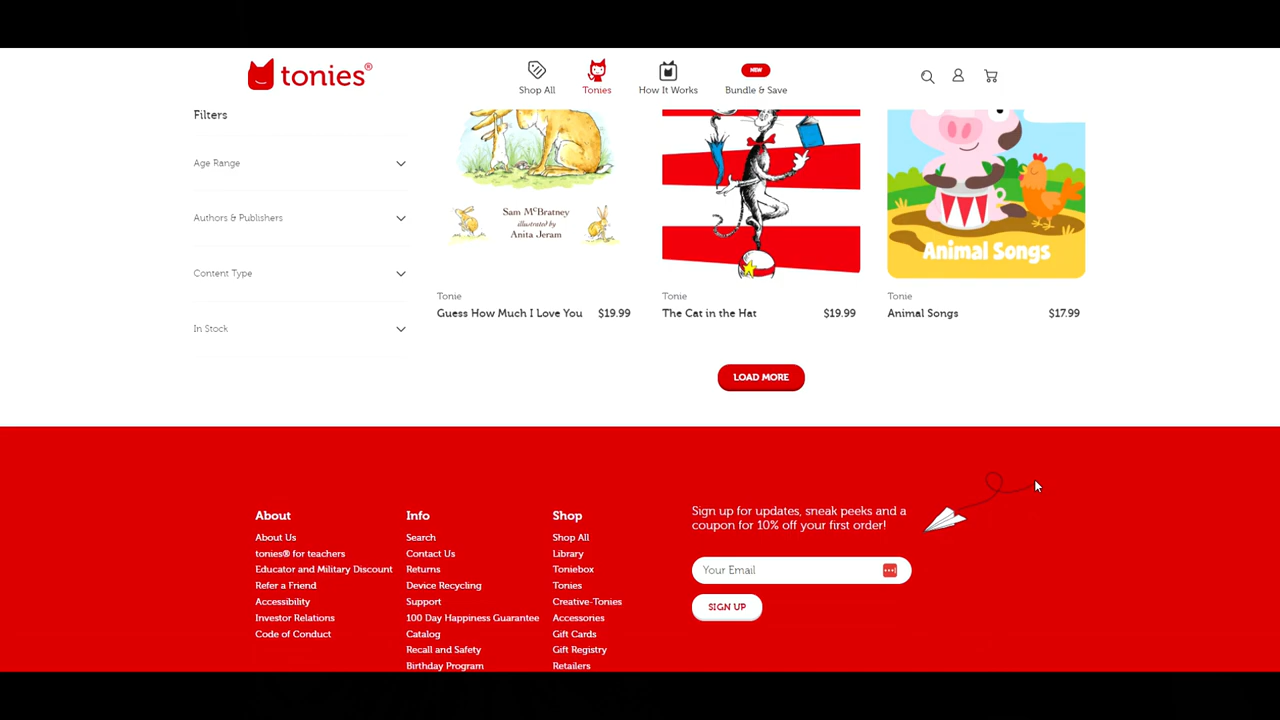 tonies®
Shop All
Tonies
How It Works
NEW
Bundle & Save
Filters
Age Range
Authors & Publishers
Content Type
In Stock
Sam McBratney
illustrated by
Anita Jeram
Animal Songs
Tonie
Guess How Much I Love You $19.99
Tonie
The Cat in the Hat $19.99
Tonie
Animal Songs $17.99
LOAD MORE
About
About Us
tonies® for teachers
Educator and Military Discount
Refer a Friend
Accessibility
Investor Relations
Code of Conduct
Info
Search
Contact Us
Returns
Device Recycling
Support
100 Day Happiness Guarantee
Catalog
Recall and Safety
Birthday Program
Shop
Shop All
Library
Toniebox
Tonies
Creative-Tonies
Accessories
Gift Cards
Gift Registry
Retailers
Sign up for updates, sneak peeks and a
coupon for 10% off your first order!
Your Email
SIGN UP